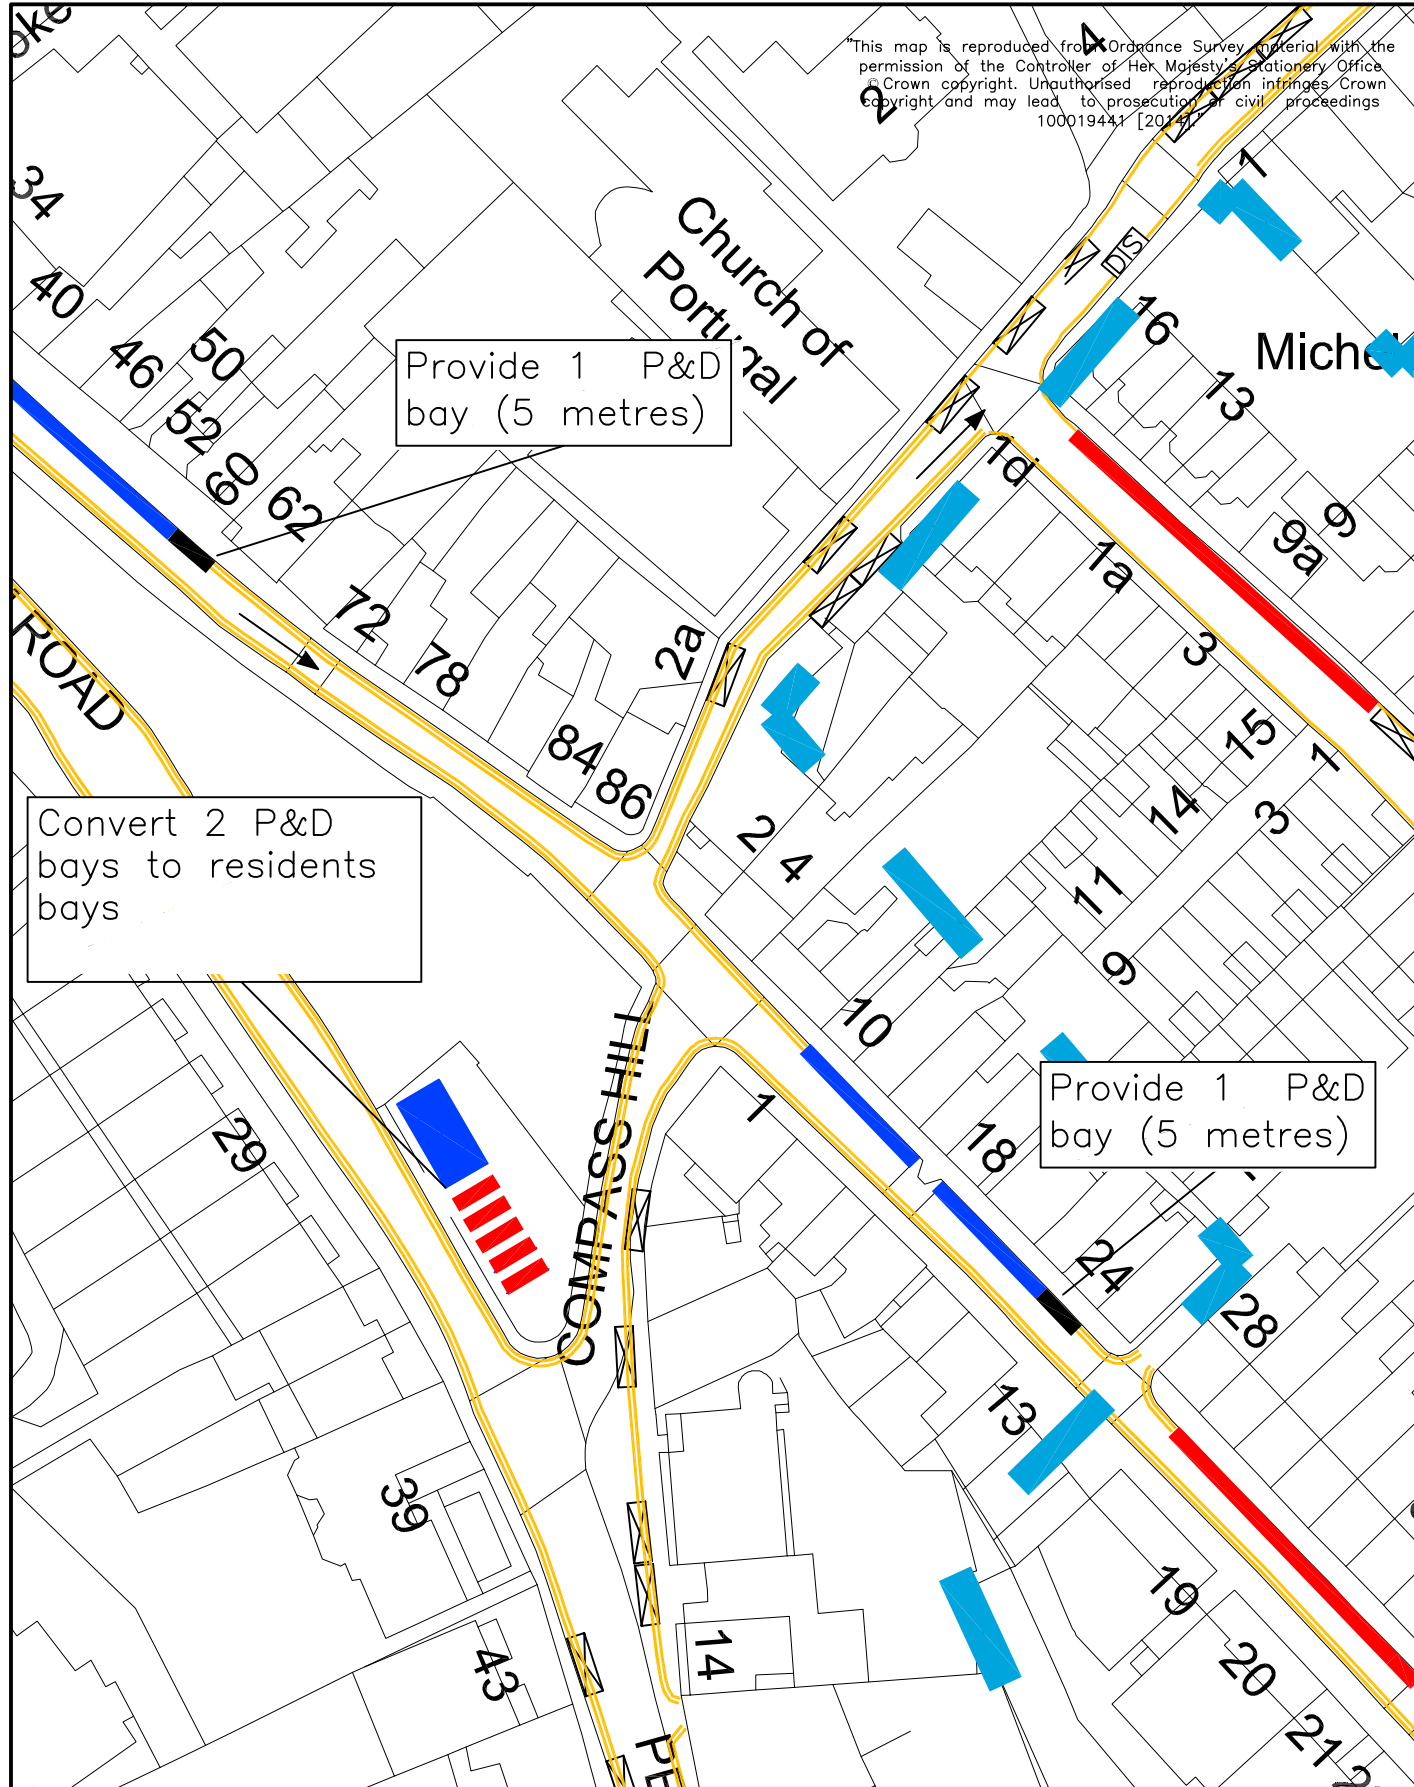 "This map is reproduced from Ordnance Survey material with the
permission of the Controller of Her Majesty's Stationery Office
© Crown copyright. Unauthorised reproduction infringes Crown
copyright and may lead to prosecution or civil proceedings
100019441 [2014]."
4
2
1
34
Church of
Portugal
DIS
40
16
46
50
Provide 1 P&D
bay (5 metres)
13
52
60
62
1d
9
9a
1a
72
78
2a
3
ROAD
84
86
15
1
14
3
2
4
Convert 2 P&D
bays to residents
bays
11
9
10
COMPASS HILL
1
Provide 1 P&D
bay (5 metres)
29
18
24
28
13
39
19
14
43
20
21